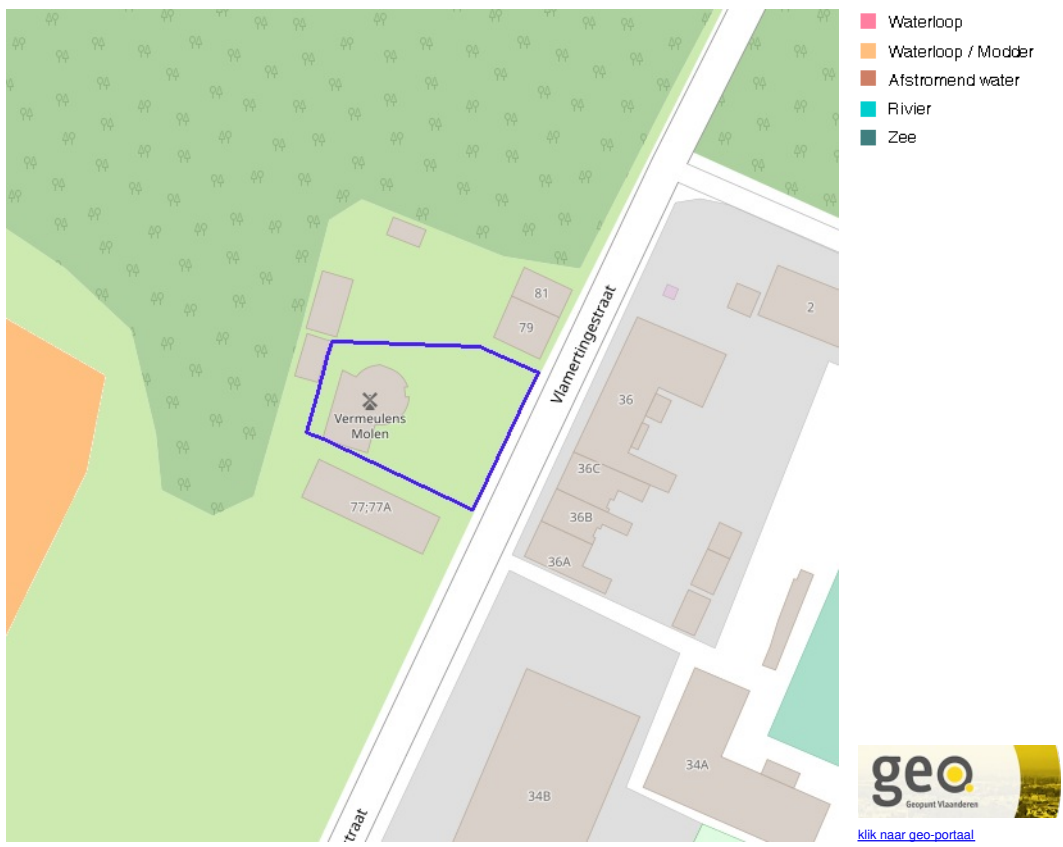 Waterloop
Waterloop / Modder
Afstromend water
Rivier
Zee
81
79
2
Vlamertingestraat
36
Vermeulens
Molen
36C
77;77A
36B
36A
34A
34B
straat
geo
Geopunt Vlaanderen
klik naar geo-portaal